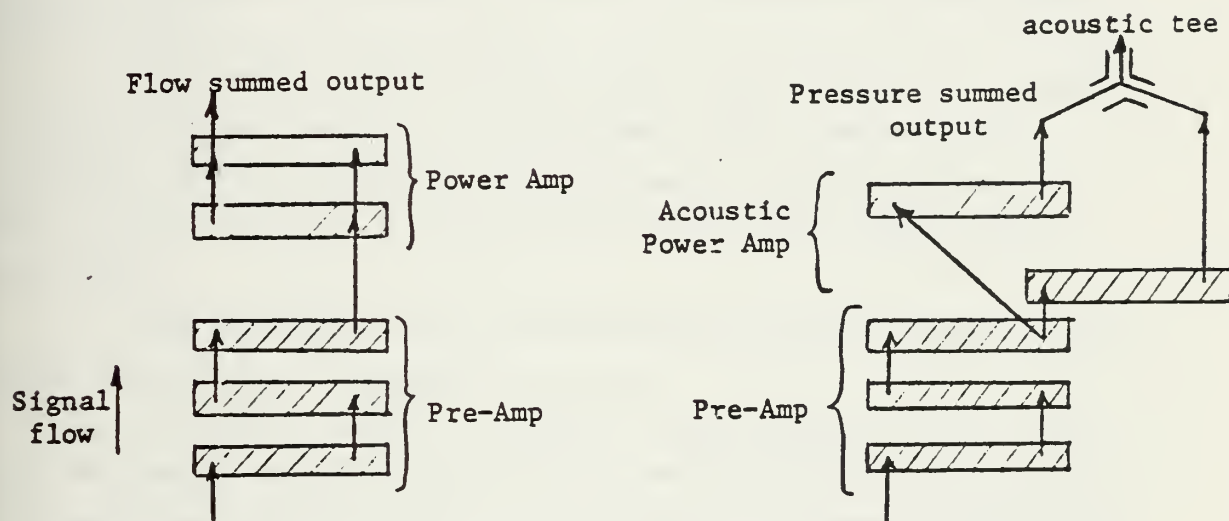 Flow summed output
Power Amp
Pre-Amp
Signal
flow
acoustic tee
Pressure summed
output
Acoustic
Power Amp
Pre-Amp